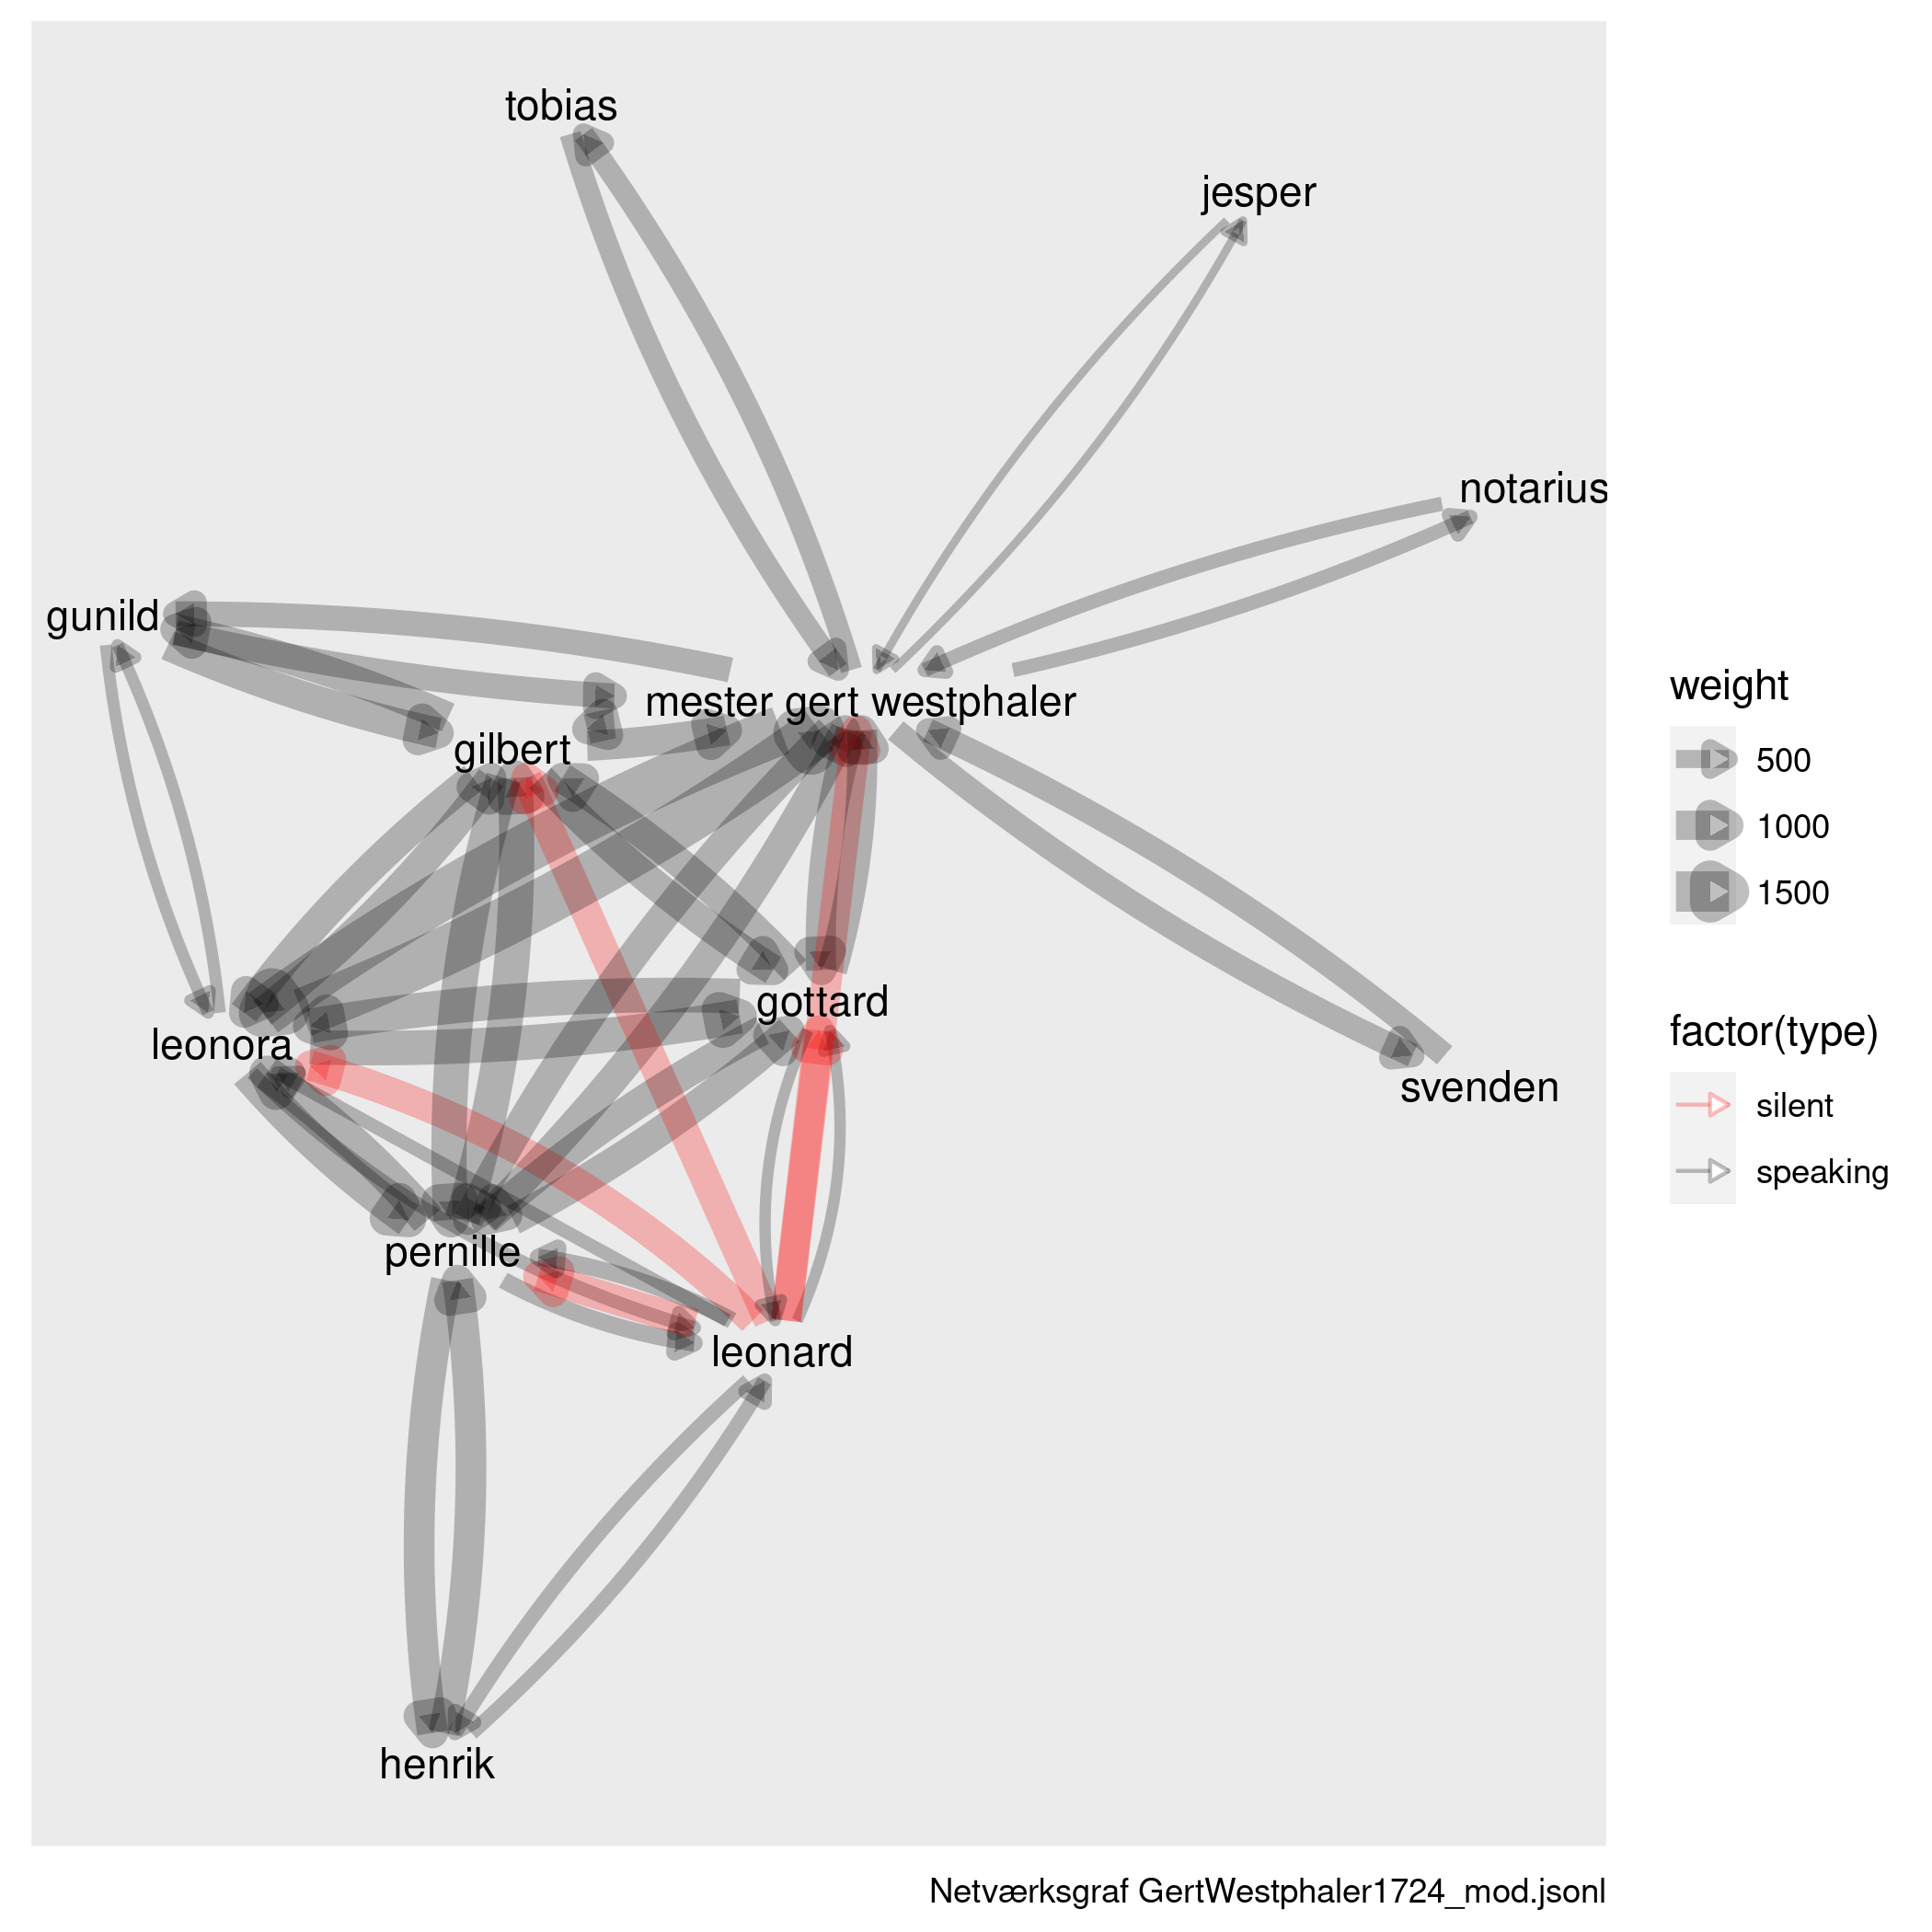 tobias
jesper
notarius
gunild
mester gert westphaler
gilbert
gottard
leonora
svenden
pernille
leonard
henrik
weight
500
1000
1500
factor(type)
silent
speaking
Netværksgraf GertWestphaler1724_mod.jsonl